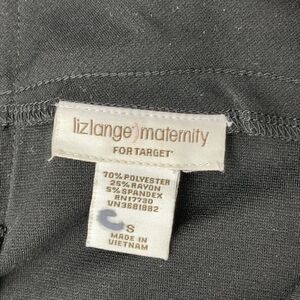 lizlange)maternity
FOR TARGET
70% POLYESTER
25% RAYON
5% SPANDEX
RN17730
VN3681882
C S
MADE IN
VIETNAM